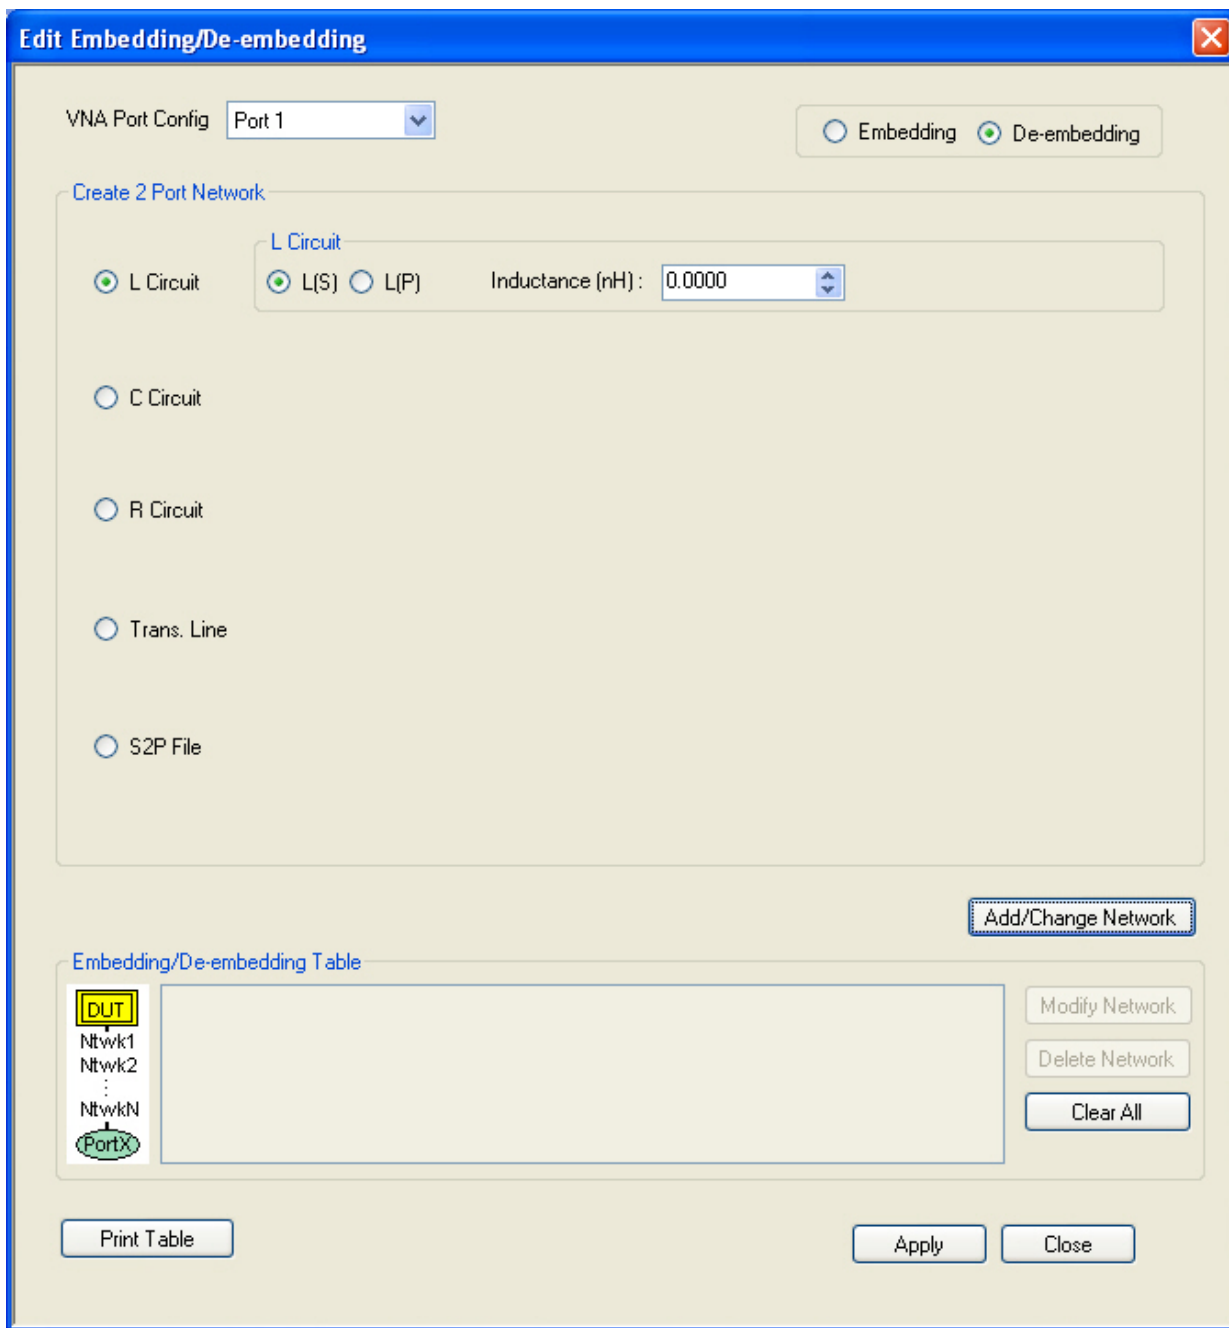 Edit Embedding/De-embedding
VNA Port Config Port 1 Embedding De-embedding
Create 2 Port Network
L Circuit
L Circuit L(S) L(P) Inductance (nH) : 0.0000
C Circuit
R Circuit
Trans. Line
S2P File
Add/Change Network
Embedding/De-embedding Table
DUT
Ntwk1
Ntwk2
⋮
NtwkN
PortX
Modify Network
Delete Network
Clear All
Print Table Apply Close